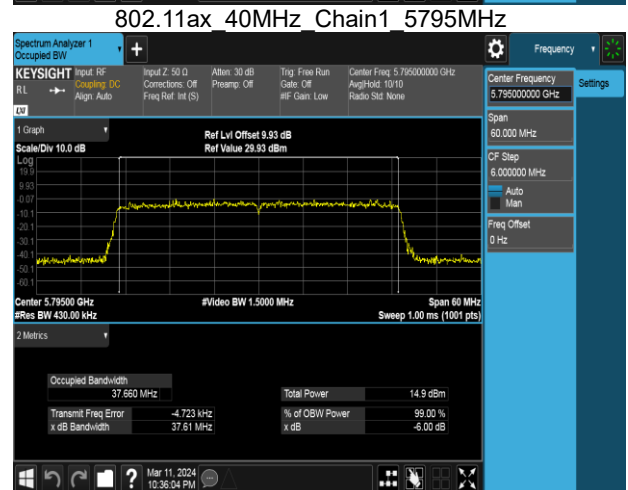 802.11ax_40MHz_Chain1_5795MHz
Spectrum Analyzer 1
Occupied BW
Frequency
KEYSIGHT Input: RF Input Z: 50 Ω Atten: 30 dB Trig: Free Run Center Freq: 5.795000000 GHz
RL Coupling: DC Corrections: Off Preamp: Off Gate: Off Avg|Hold: 10/10
Align: Auto Freq Ref: Int (S) #IF Gain: Low Radio Std: None
LXI
Center Frequency
5.795000000 GHz
Settings
Span
60.000 MHz
CF Step
6.000000 MHz
Auto
Man
Freq Offset
0 Hz
1 Graph
Scale/Div 10.0 dB
Ref Lvl Offset 9.93 dB
Ref Value 29.93 dBm
Log
19.9
9.93
-0.07
-10.1
-20.1
-30.1
-40.1
-50.1
-60.1
Center 5.79500 GHz #Video BW 1.5000 MHz Span 60 MHz
#Res BW 430.00 kHz Sweep 1.00 ms (1001 pts)
2 Metrics
Occupied Bandwidth
37.660 MHz
Total Power 14.9 dBm
Transmit Freq Error -4.723 kHz % of OBW Power 99.00 %
x dB Bandwidth 37.61 MHz x dB -6.00 dB
Mar 11, 2024
10:36:04 PM